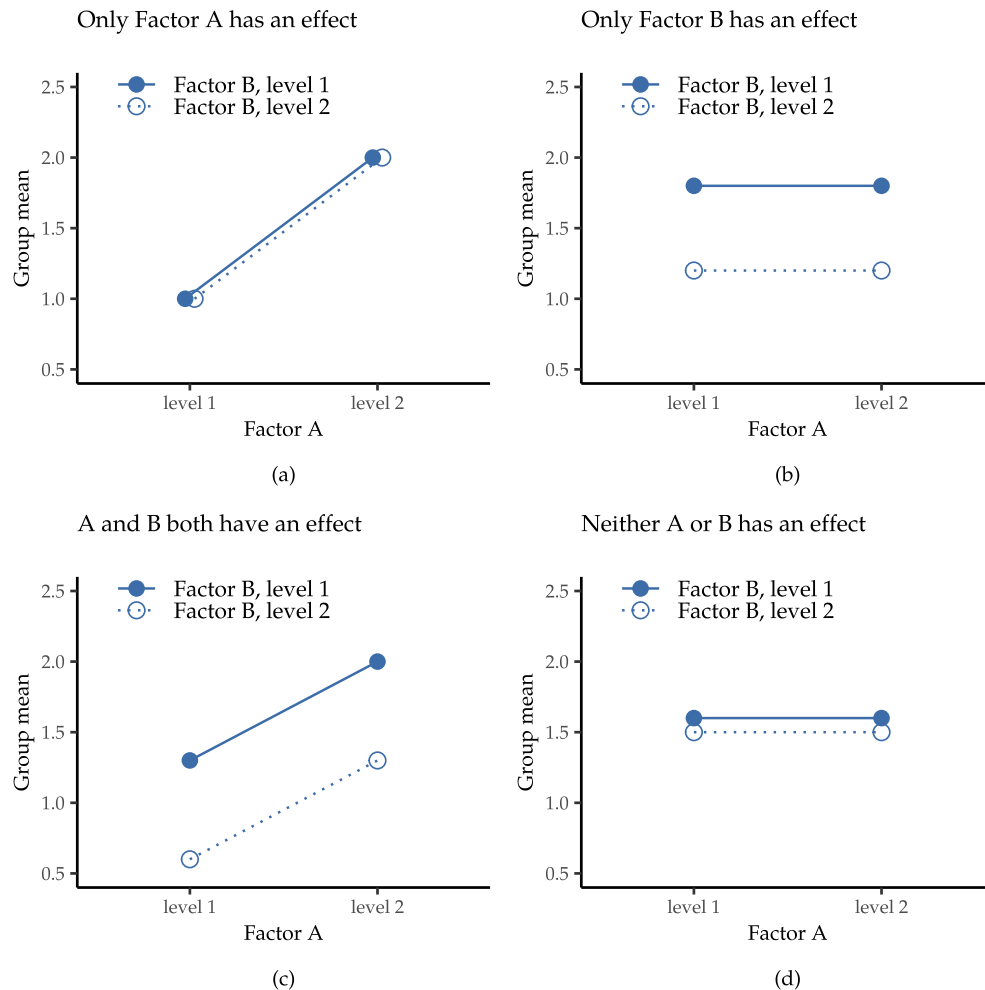 Only Factor A has an effect
Factor B, level 1
Factor B, level 2
2.5
2.0
1.5
1.0
0.5
Group mean
level 1
level 2
Factor A
(a)
Only Factor B has an effect
Factor B, level 1
Factor B, level 2
2.5
2.0
1.5
1.0
0.5
Group mean
level 1
level 2
Factor A
(b)
A and B both have an effect
Factor B, level 1
Factor B, level 2
2.5
2.0
1.5
1.0
0.5
Group mean
level 1
level 2
Factor A
(c)
Neither A or B has an effect
Factor B, level 1
Factor B, level 2
2.5
2.0
1.5
1.0
0.5
Group mean
level 1
level 2
Factor A
(d)